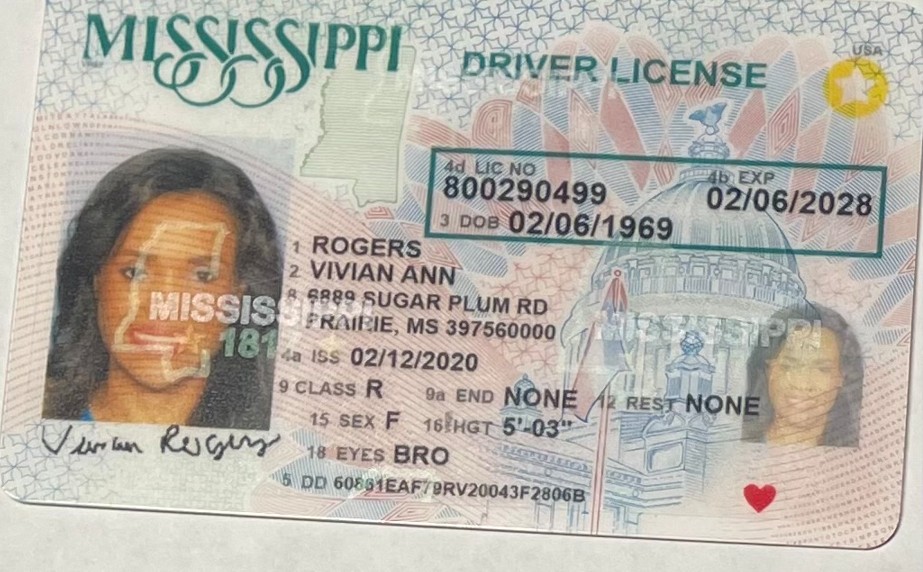 MISSISSIPPI
DRIVER LICENSE
USA
4d LIC NO
800290499
4b EXP
02/06/2028
3 DOB 02/06/1969
1 ROGERS
2 VIVIAN ANN
8 6889 SUGAR PLUM RD
PRAIRIE, MS 397560000
4a ISS 02/12/2020
9 CLASS R 9a END NONE 12 REST NONE
15 SEX F 16 HGT 5'-03"
18 EYES BRO
5 DD
MISSISSIPPI
MISSISSIPPI
181
Vivian Rogers